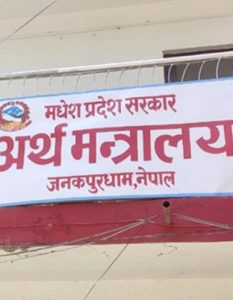 मधेश प्रदेश सरकार
अर्थ मन्त्रालय
जनकपुरधाम,नेपाल